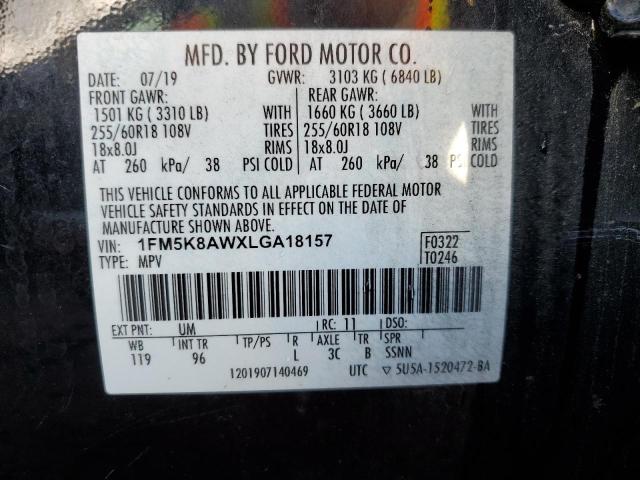 MFD. BY FORD MOTOR CO.
DATE: 07/19 GVWR: 3103 KG ( 6840 LB)
FRONT GAWR: REAR GAWR:
1501 KG ( 3310 LB) WITH 1660 KG ( 3660 LB) WITH
255/60R18 108V TIRES 255/60R18 108V TIRES
18x8.0J RIMS 18x8.0J RIMS
AT 260 kPa/ 38 PSI COLD AT 260 kPa/ 38 PSI COLD
THIS VEHICLE CONFORMS TO ALL APPLICABLE FEDERAL MOTOR
VEHICLE SAFETY STANDARDS IN EFFECT ON THE DATE OF
MANUFACTURE SHOWN ABOVE.
VIN: 1FM5K8AWXLGA18157 F0322
TYPE: MPV T0246
EXT PNT: UM RC: 11 DSO:
WB INT TR TP/PS R AXLE TR SPR
119 96 L 3C B SSNN
1201907140469 UTC ▽ 5U5A-1520472-BA